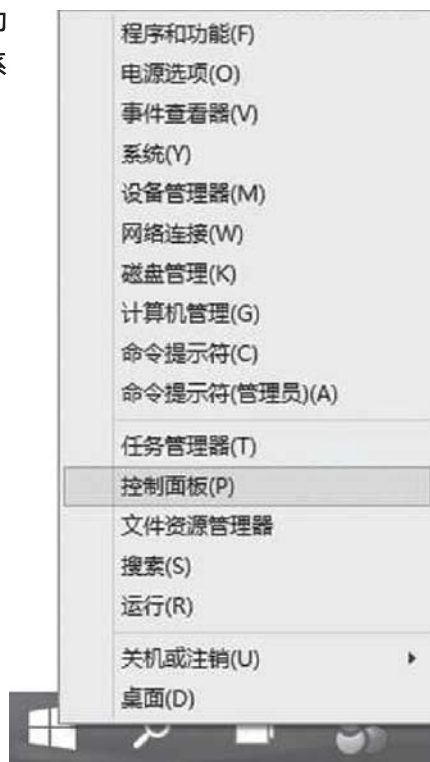 程序和功能(F)
电源选项(O)
事件查看器(V)
系统(Y)
设备管理器(M)
网络连接(W)
磁盘管理(K)
计算机管理(G)
命令提示符(C)
命令提示符(管理员)(A)
任务管理器(T)
控制面板(P)
文件资源管理器
搜索(S)
运行(R)
关机或注销(U)
桌面(D)